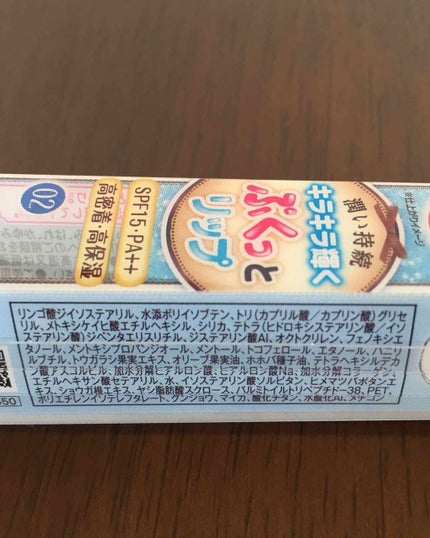 潤い持続
キラキラ輝く
ぷくっと
リップ
SPF15・PA++
高密着・高保湿
02
※仕上がりイメージ
リンゴ酸ジイソステアリル、水添ポリイソブテン、トリ(カプリル酸/カプリン酸)グリセ
リル、メトキシケイヒ酸エチルヘキシル、シリカ、テトラ(ヒドロキシステアリン酸/イソ
ステアリン酸)ジペンタエリスリチル、ジステアリン酸Al、オクトクリレン、フェノキシエ
タノール、メントキシプロパンジオール、メントール、トコフェロール、エタノール、バニリ
ルブチル、トウガラシ果実エキス、オリーブ果実油、ホホバ種子油、テトラヘキシルデカ
ン酸アスコルビル、加水分解ヒアルロン酸、ヒアルロン酸Na、加水分解コラーゲン、
エチルヘキサン酸セテアリル、水、イソステアリン酸ソルビタン、ヒメマツバボタンエ
キス、ショウガ根エキス、ヤシ脂肪酸スクロース、パルミトイルトリペプチド-38、PET、
ホリエチレンイソテレフタレート、グンジョウ、マイカ、酸化チタン、水酸化Al、